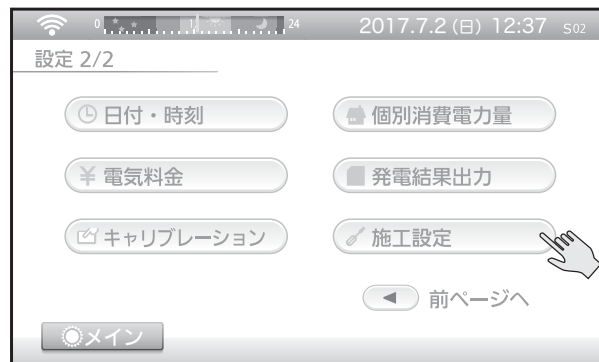 0 12 24 2017.7.2 (日) 12:37 S02
設定 2/2
日付・時刻 個別消費電力量
¥ 電気料金 発電結果出力
キャリブレーション 施工設定
◀ 前ページへ
メイン